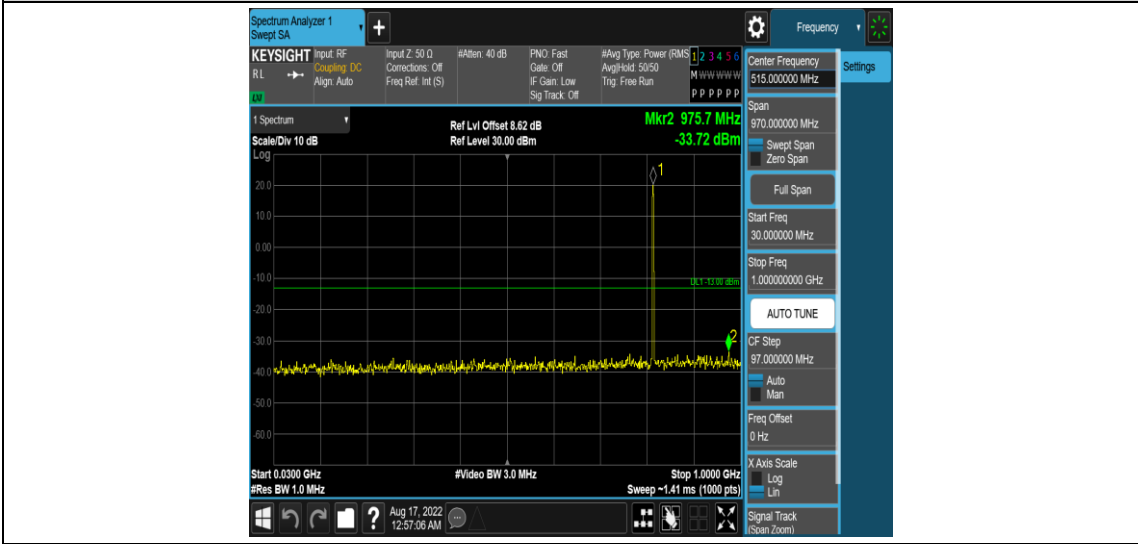 Spectrum Analyzer 1
Swept SA
Frequency
KEYSIGHT
RL
Input: RF
Coupling: DC
Align: Auto
Input Z: 50 Ω
Corrections: Off
Freq Ref: Int (S)
#Atten: 40 dB
PNO: Fast
Gate: Off
IF Gain: Low
Sig Track: Off
#Avg Type: Power (RMS
Avg|Hold: 50/50
Trig: Free Run
1 2 3 4 5 6
M W W W W W
P P P P P P
1 Spectrum
Scale/Div 10 dB
Log
Ref Lvl Offset 8.62 dB
Ref Level 30.00 dBm
Mkr2 975.7 MHz
-33.72 dBm
1
20.0
10.0
0.00
-10.0
DL1 -13.00 dBm
-20.0
-30.0
2
-40.0
-50.0
-60.0
Start 0.0300 GHz
#Res BW 1.0 MHz
#Video BW 3.0 MHz
Stop 1.0000 GHz
Sweep ~1.41 ms (1000 pts)
?
Aug 17, 2022
12:57:06 AM
Center Frequency
515.000000 MHz
Settings
Span
970.000000 MHz
Swept Span
Zero Span
Full Span
Start Freq
30.000000 MHz
Stop Freq
1.000000000 GHz
AUTO TUNE
CF Step
97.000000 MHz
Auto
Man
Freq Offset
0 Hz
X Axis Scale
Log
Lin
Signal Track
(Span Zoom)